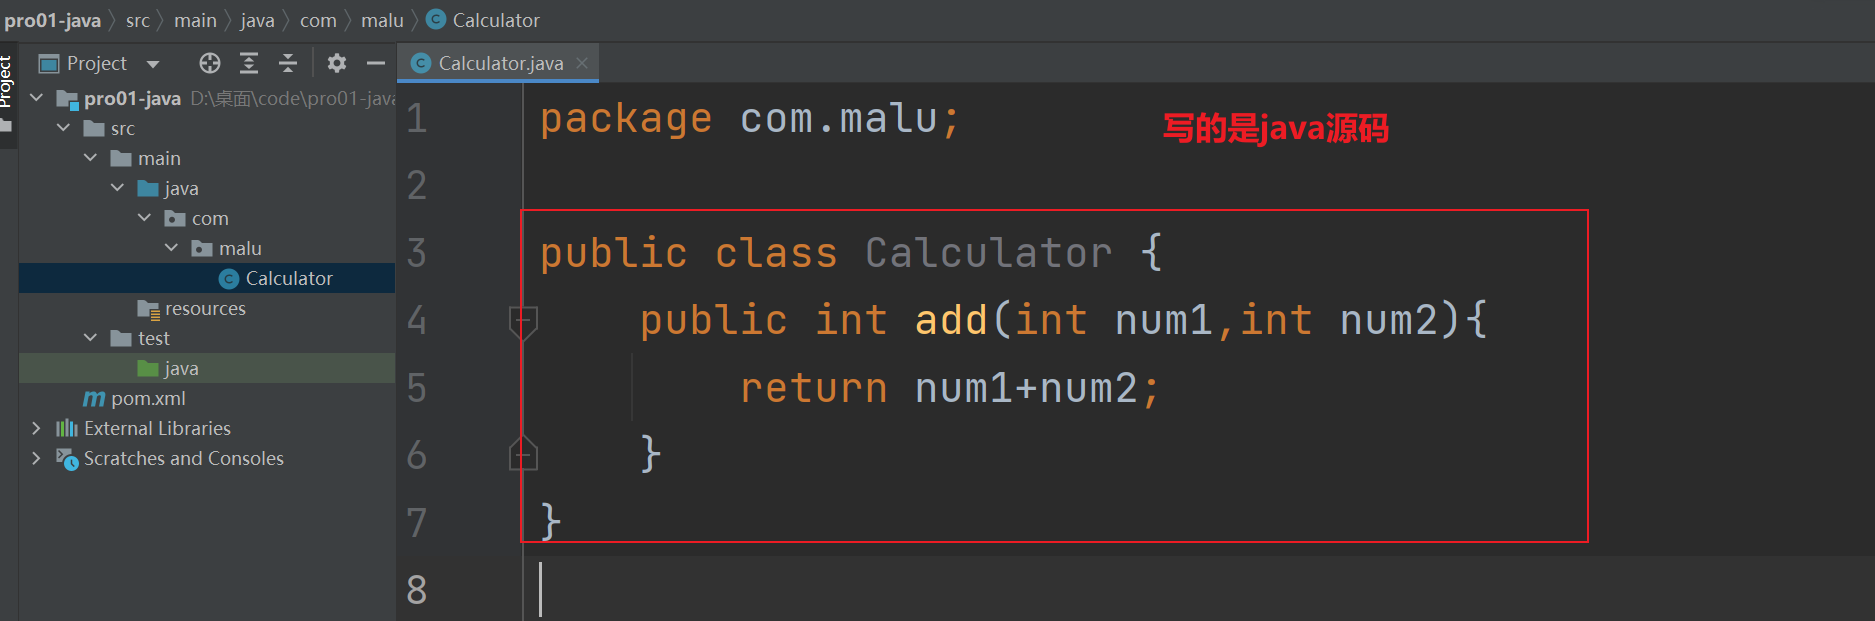 pro01-java src main java com malu Calculator
Project
Project
Calculator.java
pro01-java D:\桌面\code\pro01-java
src
main
java
com
malu
Calculator
resources
test
java
pom.xml
External Libraries
Scratches and Consoles
1 package com.malu;
写的是java源码
2
3 public class Calculator {
4 public int add(int num1,int num2){
5 return num1+num2;
6 }
7 }
8